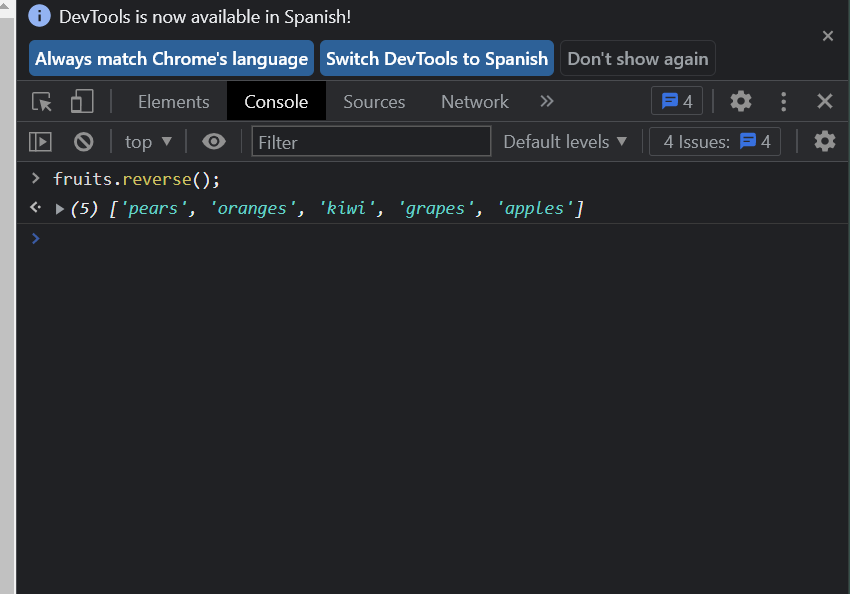 DevTools is now available in Spanish!
Always match Chrome's language Switch DevTools to Spanish Don't show again
Elements Console Sources Network 4
top Filter Default levels 4 Issues: 4
fruits.reverse();
(5) ['pears', 'oranges', 'kiwi', 'grapes', 'apples']